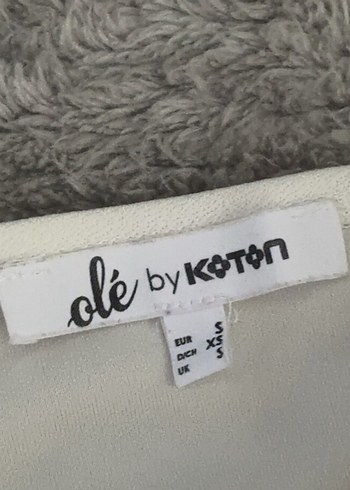 olé by KOTON
EUR S
D/CH XS
UK S